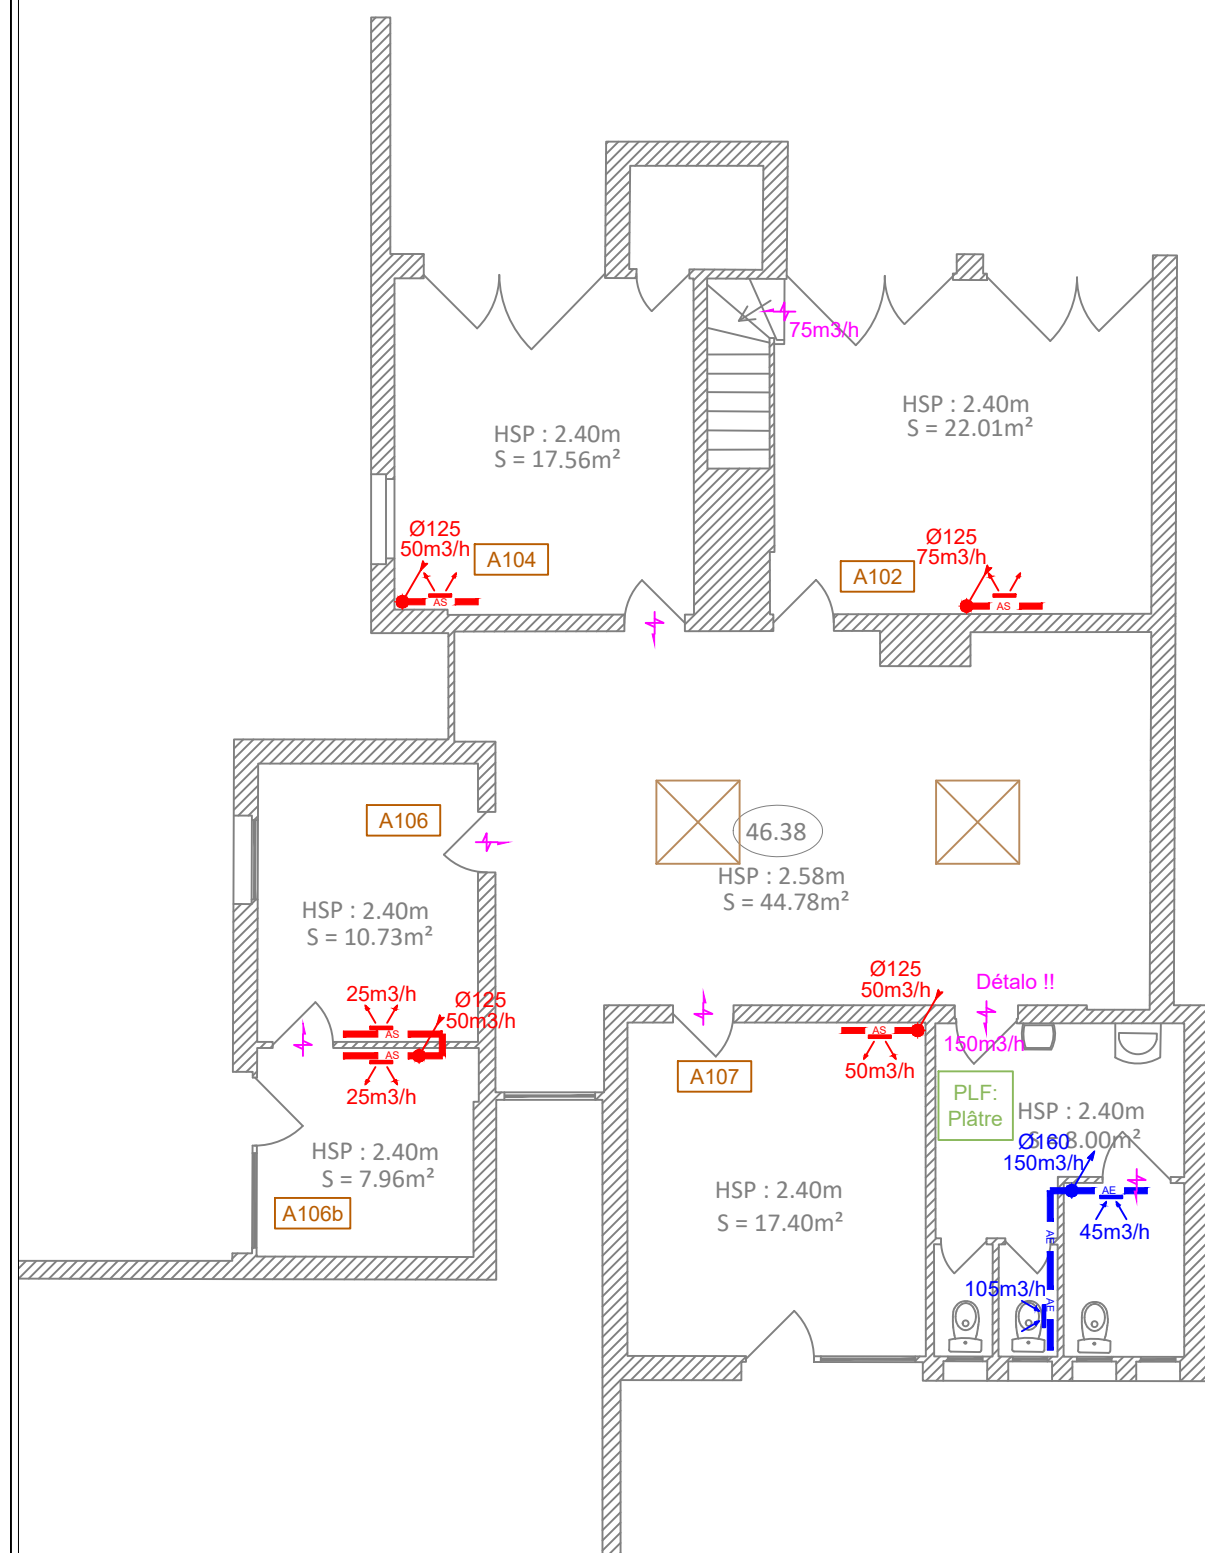 75m3/h
HSP : 2.40m
S = 22.01m²
HSP : 2.40m
S = 17.56m²
Ø125
50m3/h
A104
AS
Ø125
75m3/h
A102
AS
A106
46.38
HSP : 2.58m
S = 44.78m²
HSP : 2.40m
S = 10.73m²
25m3/h
AS
Ø125
50m3/h
AS
25m3/h
Ø125
50m3/h
AS
50m3/h
Détalo !!
150m3/h
A107
PLF:
Plâtre
HSP : 2.40m
S = 8.00m²
Ø160
150m3/h
AE
45m3/h
AE
105m3/h
AE
HSP : 2.40m
S = 7.96m²
A106b
HSP : 2.40m
S = 17.40m²